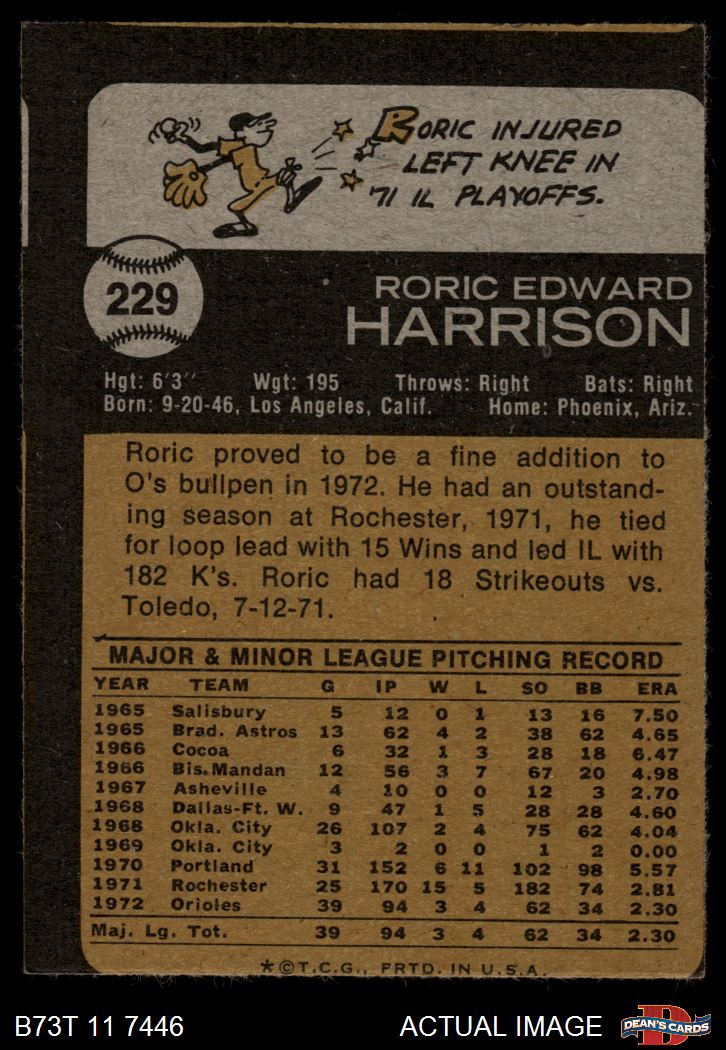 RORIC INJURED
LEFT KNEE IN
'71 IL PLAYOFFS.
229
RORIC EDWARD
HARRISON
Hgt: 6'3" Wgt: 195 Throws: Right Bats: Right
Born: 9-20-46, Los Angeles, Calif. Home: Phoenix, Ariz.
Roric proved to be a fine addition to
O's bullpen in 1972. He had an outstand-
ing season at Rochester, 1971, he tied
for loop lead with 15 Wins and led IL with
182 K's. Roric had 18 Strikeouts vs.
Toledo, 7-12-71.
MAJOR & MINOR LEAGUE PITCHING RECORD
YEAR TEAM G IP W L SO BB ERA
1965 Salisbury 5 12 0 1 13 16 7.50
1965 Brad. Astros 13 62 4 2 38 62 4.65
1966 Cocoa 6 32 1 3 28 18 6.47
1966 Bis.Mandan 12 56 3 7 67 20 4.98
1967 Asheville 4 10 0 0 12 3 2.70
1968 Dallas-Ft. W. 9 47 1 5 28 28 4.60
1968 Okla. City 26 107 2 4 75 62 4.04
1969 Okla. City 3 2 0 0 1 2 0.00
1970 Portland 31 152 6 11 102 98 5.57
1971 Rochester 25 170 15 5 182 74 2.81
1972 Orioles 39 94 3 4 62 34 2.30
Maj. Lg. Tot. 39 94 3 4 62 34 2.30
*©T.C.G., PRTD. IN U.S.A.
B73T 11 7446 ACTUAL IMAGE DEAN'S CARDS